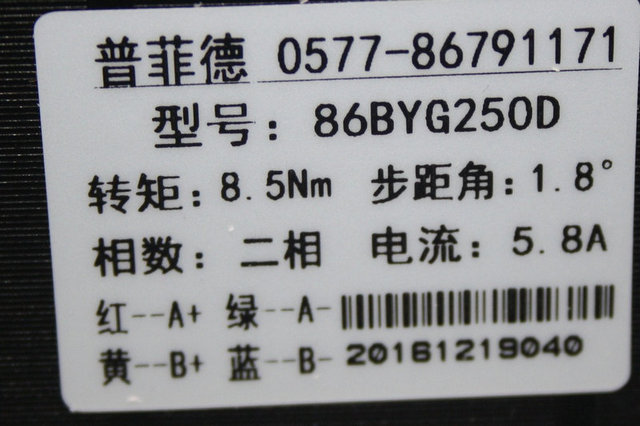 普菲德 0577-86791171
型号：86BYG250D
转矩：8.5Nm 步距角：1.8°
相数：二相 电流：5.8A
红--A+ 绿--A-
黄--B+ 蓝--B- 20161219040